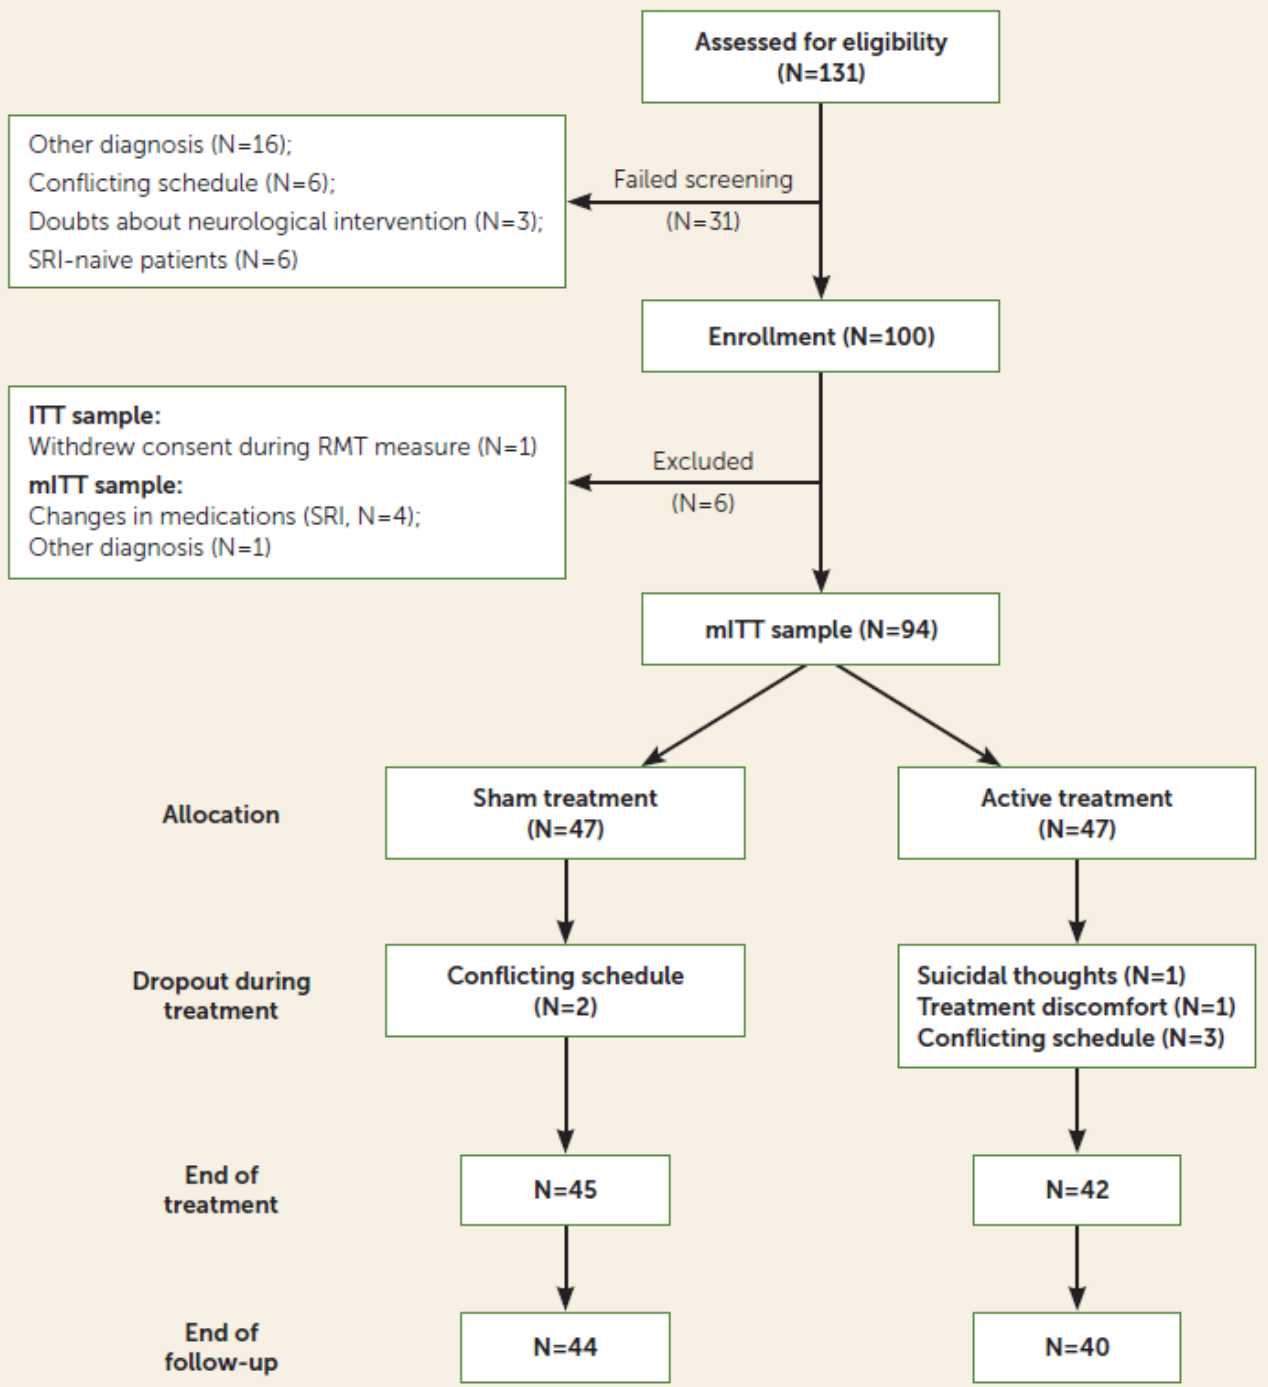 Assessed for eligibility
(N=131)
Other diagnosis (N=16);
Conflicting schedule (N=6);
Doubts about neurological intervention (N=3);
SRI-naive patients (N=6)
Failed screening
(N=31)
Enrollment (N=100)
ITT sample:
Withdrew consent during RMT measure (N=1)
mITT sample:
Changes in medications (SRI, N=4);
Other diagnosis (N=1)
Excluded
(N=6)
mITT sample (N=94)
Allocation
Sham treatment
(N=47)
Active treatment
(N=47)
Dropout during
treatment
Conflicting schedule
(N=2)
Suicidal thoughts (N=1)
Treatment discomfort (N=1)
Conflicting schedule (N=3)
End of
treatment
N=45
N=42
End of
follow-up
N=44
N=40